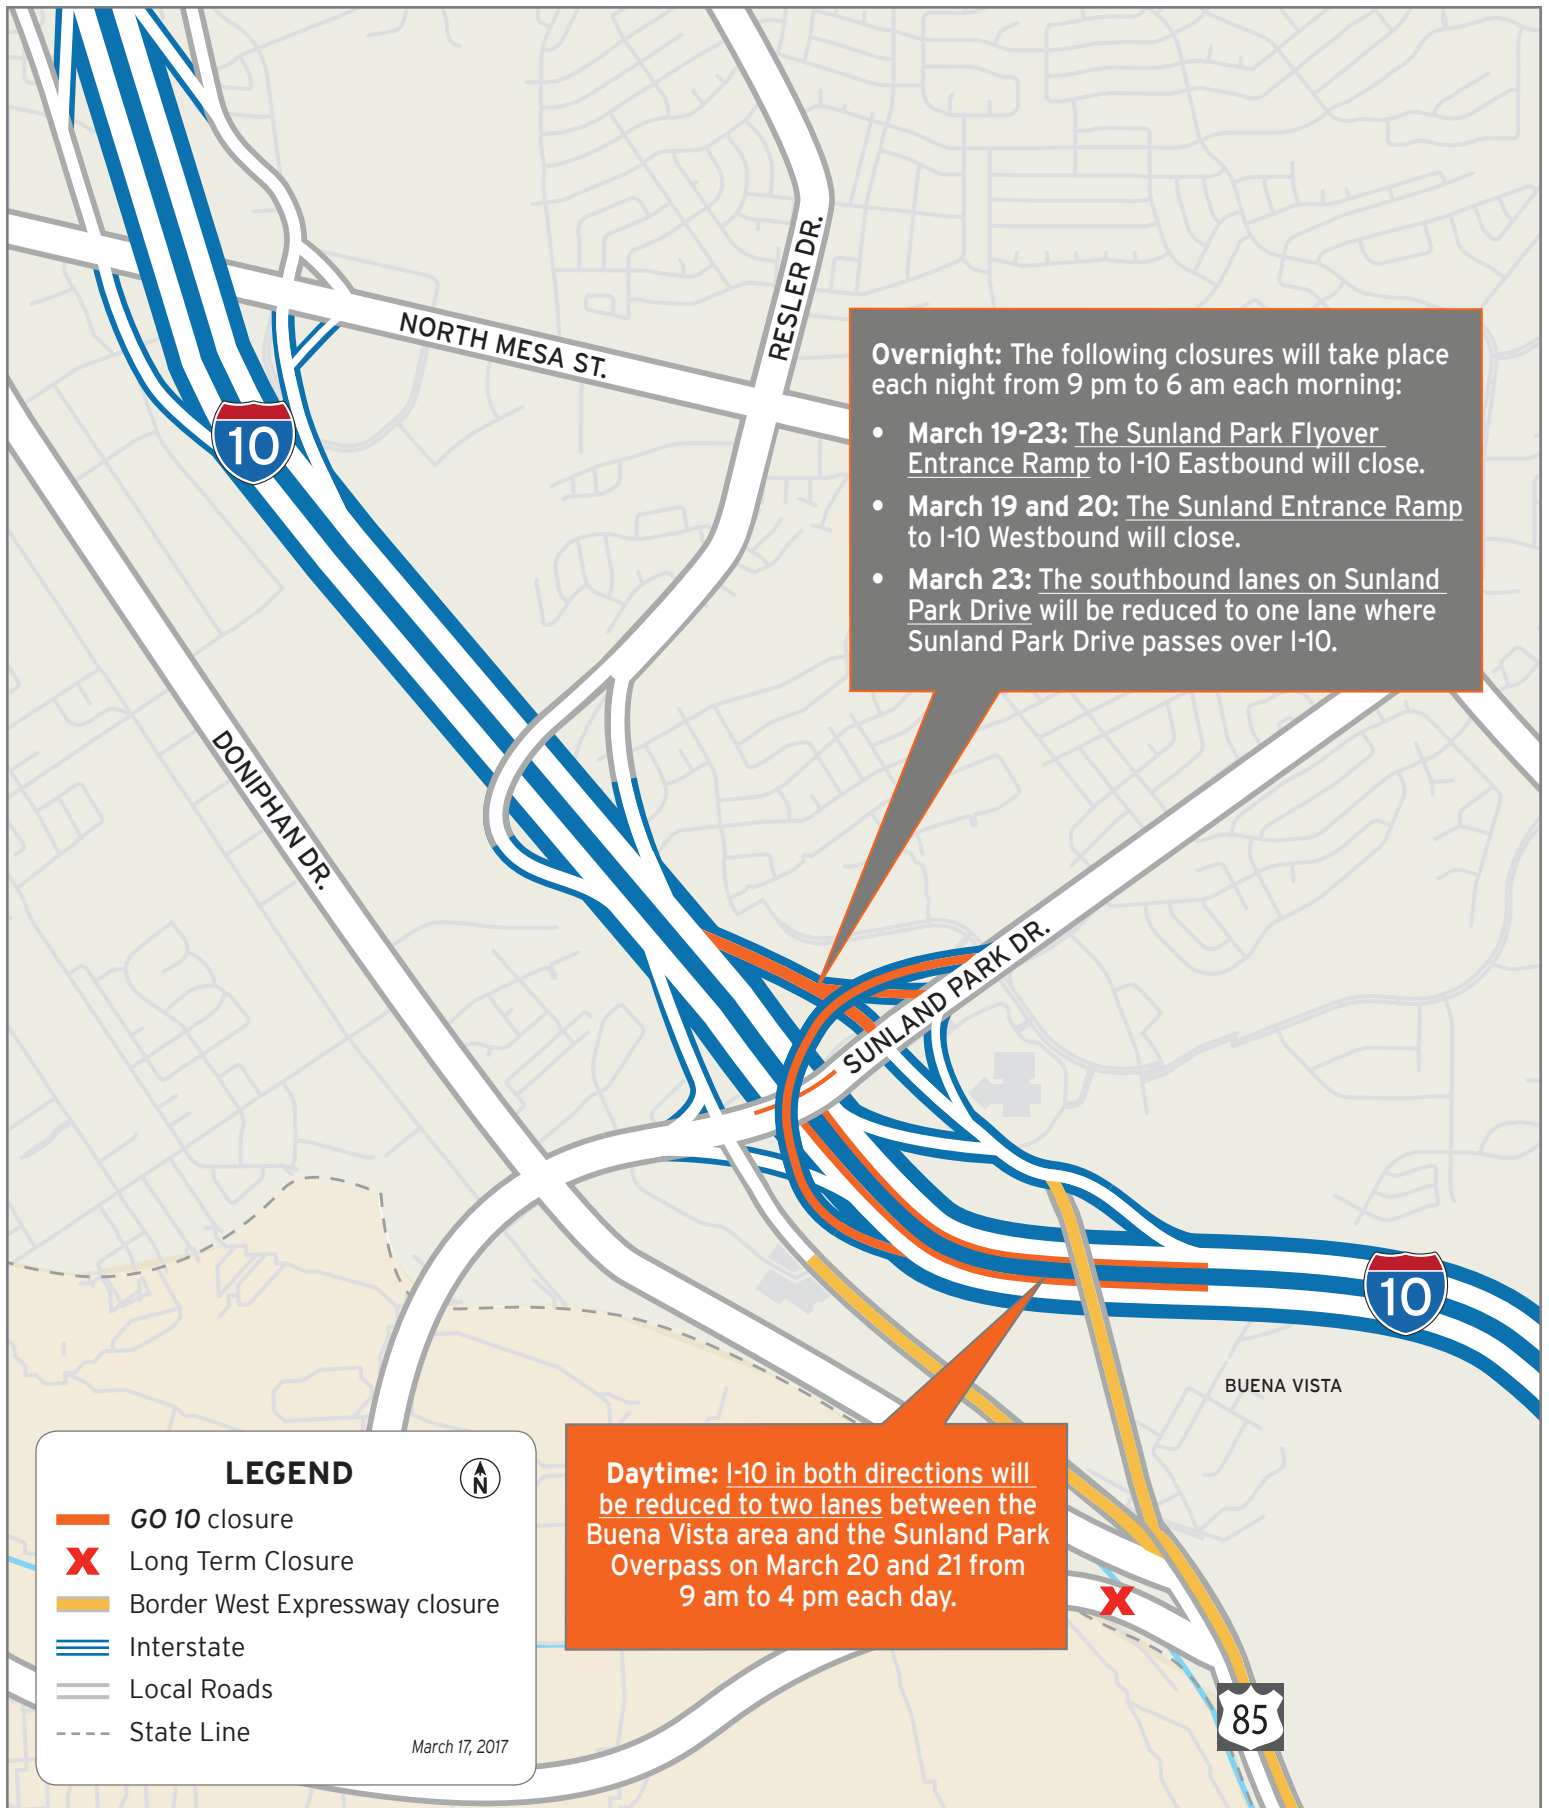 RESLER DR.
NORTH MESA ST.
10
Overnight: The following closures will take place
each night from 9 pm to 6 am each morning:
• March 19-23: The Sunland Park Flyover
Entrance Ramp to I-10 Eastbound will close.
• March 19 and 20: The Sunland Entrance Ramp
to I-10 Westbound will close.
• March 23: The southbound lanes on Sunland
Park Drive will be reduced to one lane where
Sunland Park Drive passes over I-10.
DONIPHAN DR.
SUNLAND PARK DR.
10
BUENA VISTA
Daytime: I-10 in both directions will
be reduced to two lanes between the
Buena Vista area and the Sunland Park
Overpass on March 20 and 21 from
9 am to 4 pm each day.
LEGEND
N
GO 10 closure
X Long Term Closure
Border West Expressway closure
Interstate
Local Roads
State Line
March 17, 2017
X
85